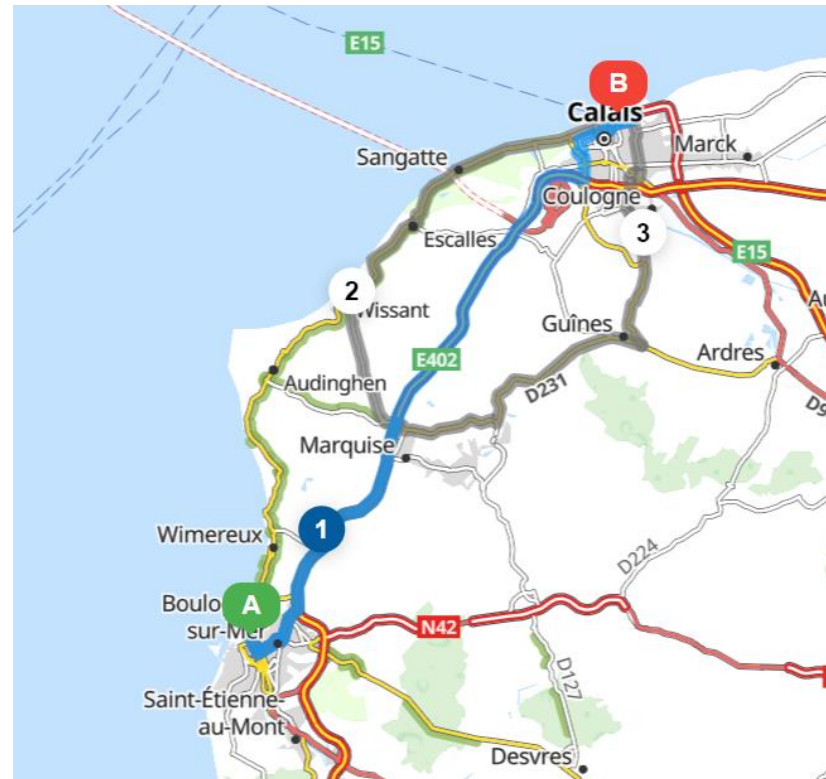 E15
B
Calais
Marck
Sangatte
Coulogne
3
Escalles
E15
2
Wissant
Guînes
E402
Ardres
Audinghen
D231
Marquise
1
Wimereux
D224
A
sur-Mer
N42
D127
Saint-Étienne-
au-Mont
Desvres